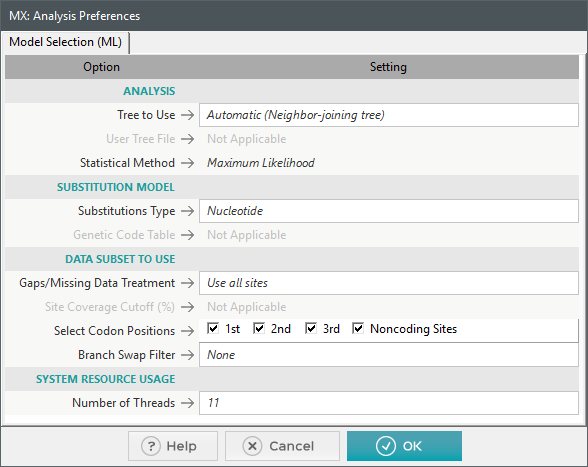 MX: Analysis Preferences
Model Selection (ML)
Option Setting
ANALYSIS
Tree to Use → Automatic (Neighbor-joining tree)
User Tree File → Not Applicable
Statistical Method → Maximum Likelihood
SUBSTITUTION MODEL
Substitutions Type → Nucleotide
Genetic Code Table → Not Applicable
DATA SUBSET TO USE
Gaps/Missing Data Treatment → Use all sites
Site Coverage Cutoff (%) → Not Applicable
Select Codon Positions → 1st 2nd 3rd Noncoding Sites
Branch Swap Filter → None
SYSTEM RESOURCE USAGE
Number of Threads → 11
? Help Cancel OK